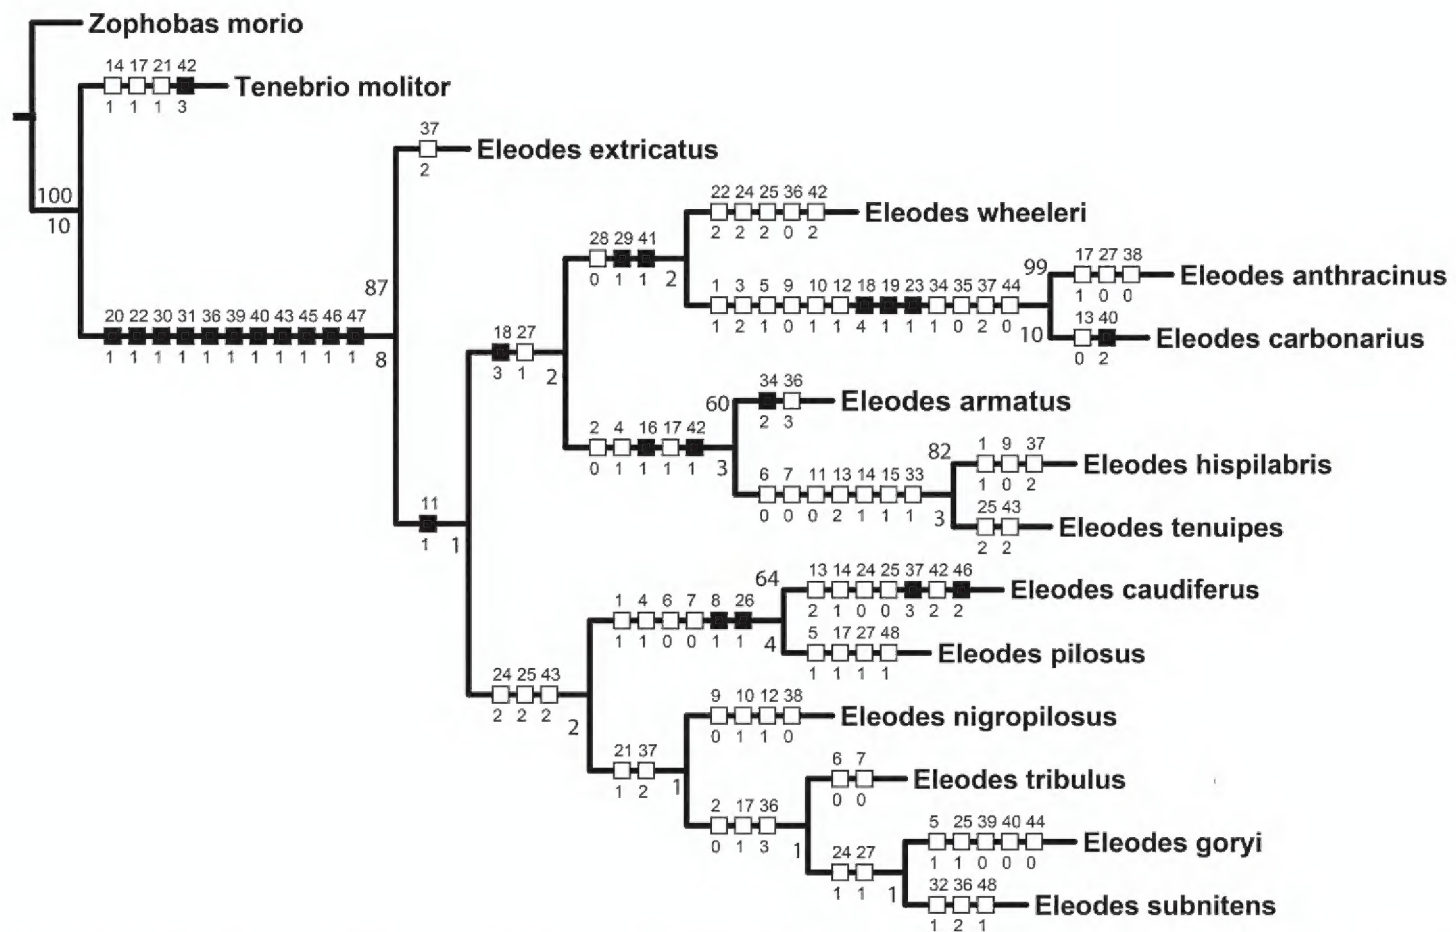 Zophobas morio
14 17 21 42
Tenebrio molitor
1 1 1 3
37
Eleodes extricatus
2
100
10
22 24 25 36 42
Eleodes wheeleri
2 2 2 0 2
28 29 41
0 1 1
2
17 27 38
99
Eleodes anthracinus
1 0 0
1 3 5 9 10 12 18 19 23 34 35 37 44
1 2 1 0 1 1 4 1 1 1 0 2 0
13 40
10
Eleodes carbonarius
0 2
87
20 22 30 31 36 39 40 43 45 46 47
1 1 1 1 1 1 1 1 1 1 1
8
18 27
3 1
2
34 36
60
Eleodes armatus
2 3
2 4 16 17 42
0 1 1 1 1
3
1 9 37
82
Eleodes hispilabris
1 0 2
6 7 11 13 14 15 33
0 0 0 2 1 1 1
3
25 43
Eleodes tenuipes
2 2
11
1
1
13 14 24 25 37 42 46
64
Eleodes caudiferus
2 1 0 0 3 2 2
1 4 6 7 8 26
1 1 0 0 1 1
4
5 17 27 48
Eleodes pilosus
1 1 1 1
24 25 43
2 2 2
2
9 10 12 38
Eleodes nigropilosus
0 1 1 0
21 37
1 2
1
6 7
Eleodes tribulus
0 0
2 17 36
0 1 3
1
5 25 39 40 44
Eleodes goryi
1 1 0 0 0
24 27
1 1
1
32 36 48
Eleodes subnitens
1 2 1